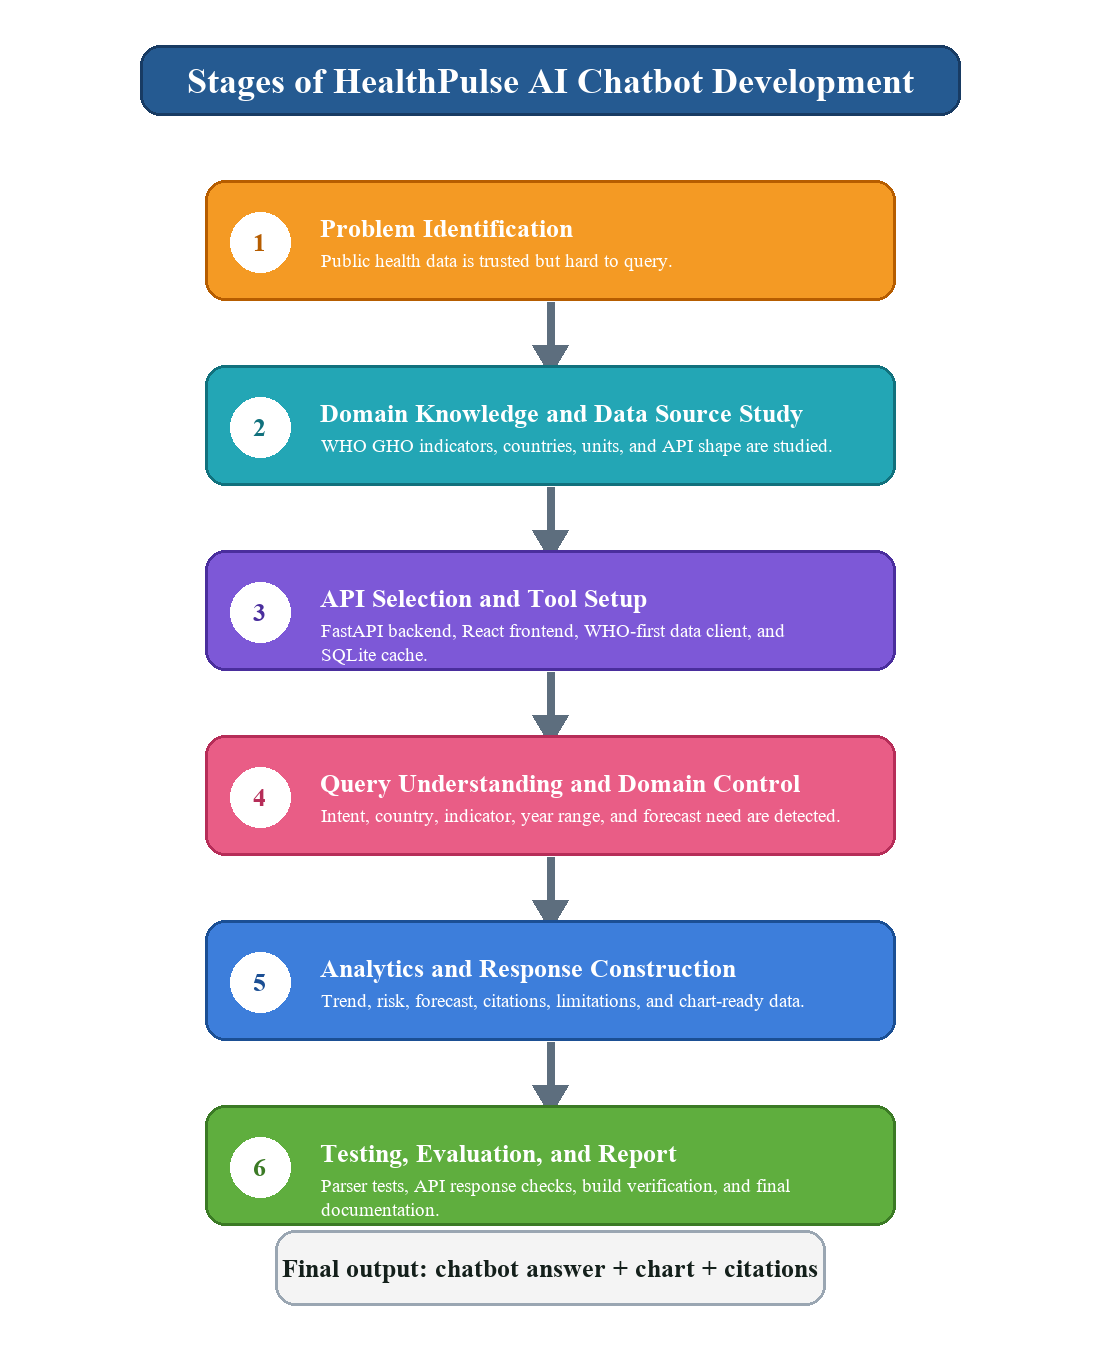 Stages of HealthPulse AI Chatbot Development
1
Problem Identification
Public health data is trusted but hard to query.
2
Domain Knowledge and Data Source Study
WHO GHO indicators, countries, units, and API shape are studied.
3
API Selection and Tool Setup
FastAPI backend, React frontend, WHO-first data client, and
SQLite cache.
4
Query Understanding and Domain Control
Intent, country, indicator, year range, and forecast need are detected.
5
Analytics and Response Construction
Trend, risk, forecast, citations, limitations, and chart-ready data.
6
Testing, Evaluation, and Report
Parser tests, API response checks, build verification, and final
documentation.
Final output: chatbot answer + chart + citations